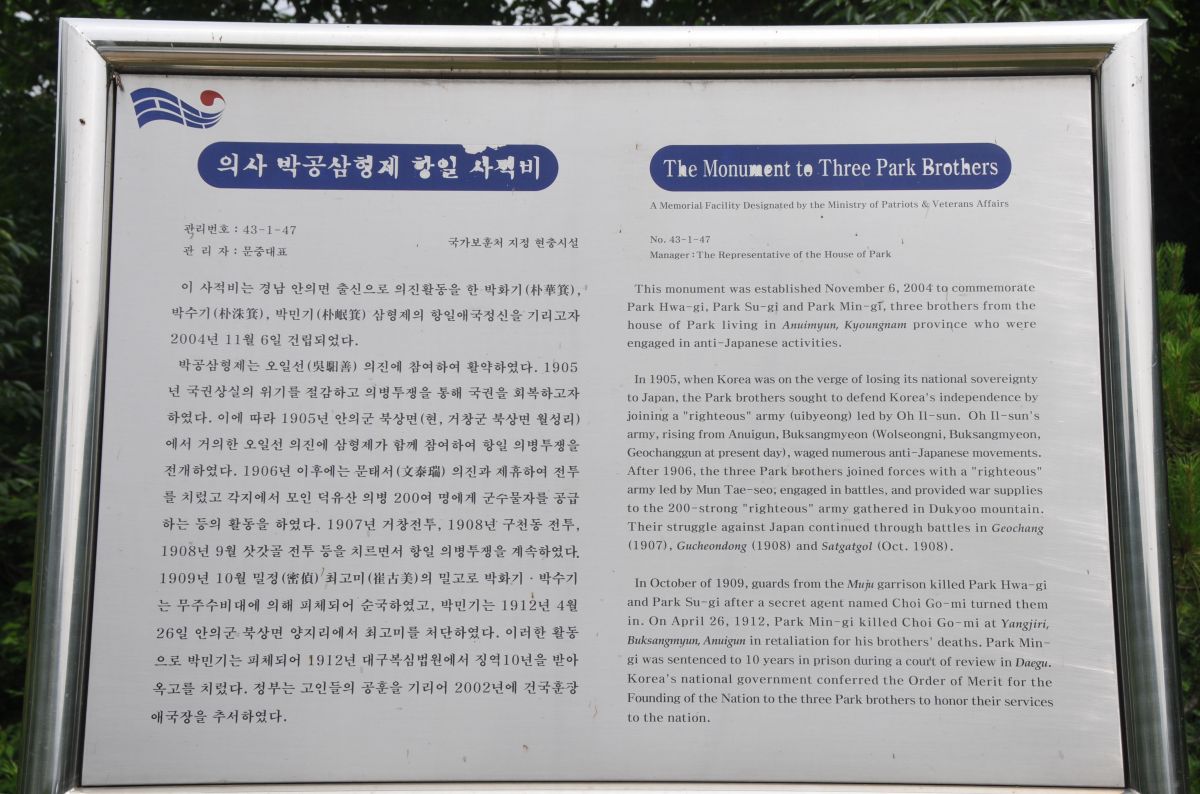 의사 박공삼형제 항일 사적비
관리번호 : 43-1-47
국가보훈처 지정 현충시설
관 리 자 : 문중대표
이 사적비는 경남 안의면 출신으로 의진활동을 한 박화기(朴華箕),
박수기(朴洙箕), 박민기(朴岷箕) 삼형제의 항일애국정신을 기리고자
2004년 11월 6일 건립되었다.
박공삼형제는 오일선(吳馹善) 의진에 참여하여 활약하였다. 1905
년 국권상실의 위기를 절감하고 의병투쟁을 통해 국권을 회복하고자
하였다. 이에 따라 1905년 안의군 북상면(현, 거창군 북상면 월성리)
에서 거의한 오일선 의진에 삼형제가 함께 참여하여 항일 의병투쟁을
전개하였다. 1906년 이후에는 문태서(文泰瑞) 의진과 제휴하여 전투
를 치렀고 각지에서 모인 덕유산 의병 200여 명에게 군수물자를 공급
하는 등의 활동을 하였다. 1907년 거창전투, 1908년 구천동 전투,
1908년 9월 삿갓골 전투 등을 치르면서 항일 의병투쟁을 계속하였다.
1909년 10월 밀정(密偵) 최고미(崔古美)의 밀고로 박화기·박수기
는 무주수비대에 의해 피체되어 순국하였고, 박민기는 1912년 4월
26일 안의군 북상면 양지리에서 최고미를 처단하였다. 이러한 활동
으로 박민기는 피체되어 1912년 대구복심법원에서 징역10년을 받아
옥고를 치렀다. 정부는 고인들의 공훈을 기리어 2002년에 건국훈장
애국장을 추서하였다.
The Monument to Three Park Brothers
A Memorial Facility Designated by the Ministry of Patriots & Veterans Affairs
No. 43-1-47
Manager : The Representative of the House of Park
This monument was established November 6, 2004 to commemorate
Park Hwa-gi, Park Su-gi and Park Min-gi, three brothers from the
house of Park living in Anuimyun, Kyoungnam province who were
engaged in anti-Japanese activities.
In 1905, when Korea was on the verge of losing its national sovereignty
to Japan, the Park brothers sought to defend Korea's independence by
joining a "righteous" army (uibyeong) led by Oh Il-sun. Oh Il-sun's
army, rising from Anuigun, Buksangmyeon (Wolseongni, Buksangmyeon,
Geochanggun at present day), waged numerous anti-Japanese movements.
After 1906, the three Park brothers joined forces with a "righteous"
army led by Mun Tae-seo; engaged in battles, and provided war supplies
to the 200-strong "righteous" army gathered in Dukyoo mountain.
Their struggle against Japan continued through battles in Geochang
(1907), Gucheondong (1908) and Satgatgol (Oct. 1908).
In October of 1909, guards from the Muju garrison killed Park Hwa-gi
and Park Su-gi after a secret agent named Choi Go-mi turned them
in. On April 26, 1912, Park Min-gi killed Choi Go-mi at Yangjiri,
Buksangmyun, Anuigun in retaliation for his brothers' deaths. Park Min-
gi was sentenced to 10 years in prison during a court of review in Daegu.
Korea's national government conferred the Order of Merit for the
Founding of the Nation to the three Park brothers to honor their services
to the nation.